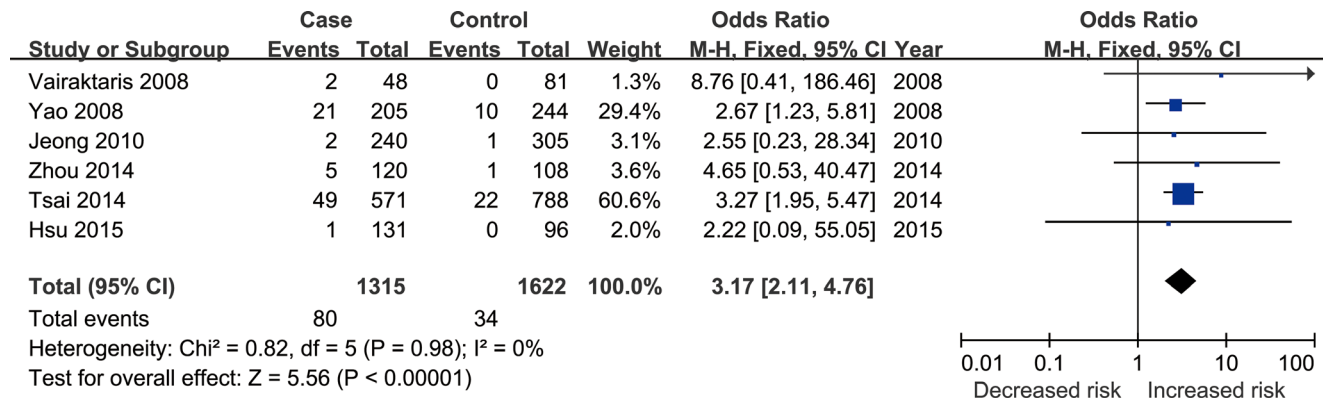 Case Control Odds Ratio Odds Ratio
Study or Subgroup Events Total Events Total Weight M-H, Fixed, 95% CI Year M-H, Fixed, 95% CI
Vairaktaris 2008 2 48 0 81 1.3% 8.76 [0.41, 186.46] 2008
Yao 2008 21 205 10 244 29.4% 2.67 [1.23, 5.81] 2008
Jeong 2010 2 240 1 305 3.1% 2.55 [0.23, 28.34] 2010
Zhou 2014 5 120 1 108 3.6% 4.65 [0.53, 40.47] 2014
Tsai 2014 49 571 22 788 60.6% 3.27 [1.95, 5.47] 2014
Hsu 2015 1 131 0 96 2.0% 2.22 [0.09, 55.05] 2015
Total (95% CI) 1315 1622 100.0% 3.17 [2.11, 4.76]
Total events 80 34
Heterogeneity: Chi² = 0.82, df = 5 (P = 0.98); I² = 0%
Test for overall effect: Z = 5.56 (P < 0.00001)
0.01 0.1 1 10 100
Decreased risk Increased risk